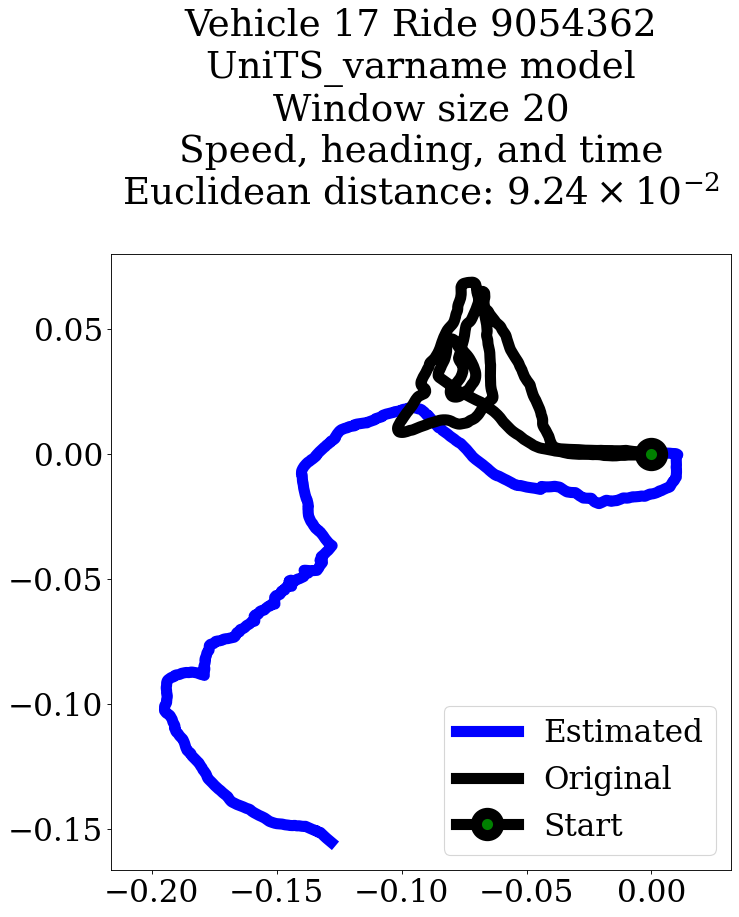 Vehicle 17 Ride 9054362
UniTS_varname model
Window size 20
Speed, heading, and time
Euclidean distance: 9.24 × 10⁻²
0.05
0.00
−0.05
−0.10
−0.15
Estimated
Original
Start
−0.20 −0.15 −0.10 −0.05 0.00